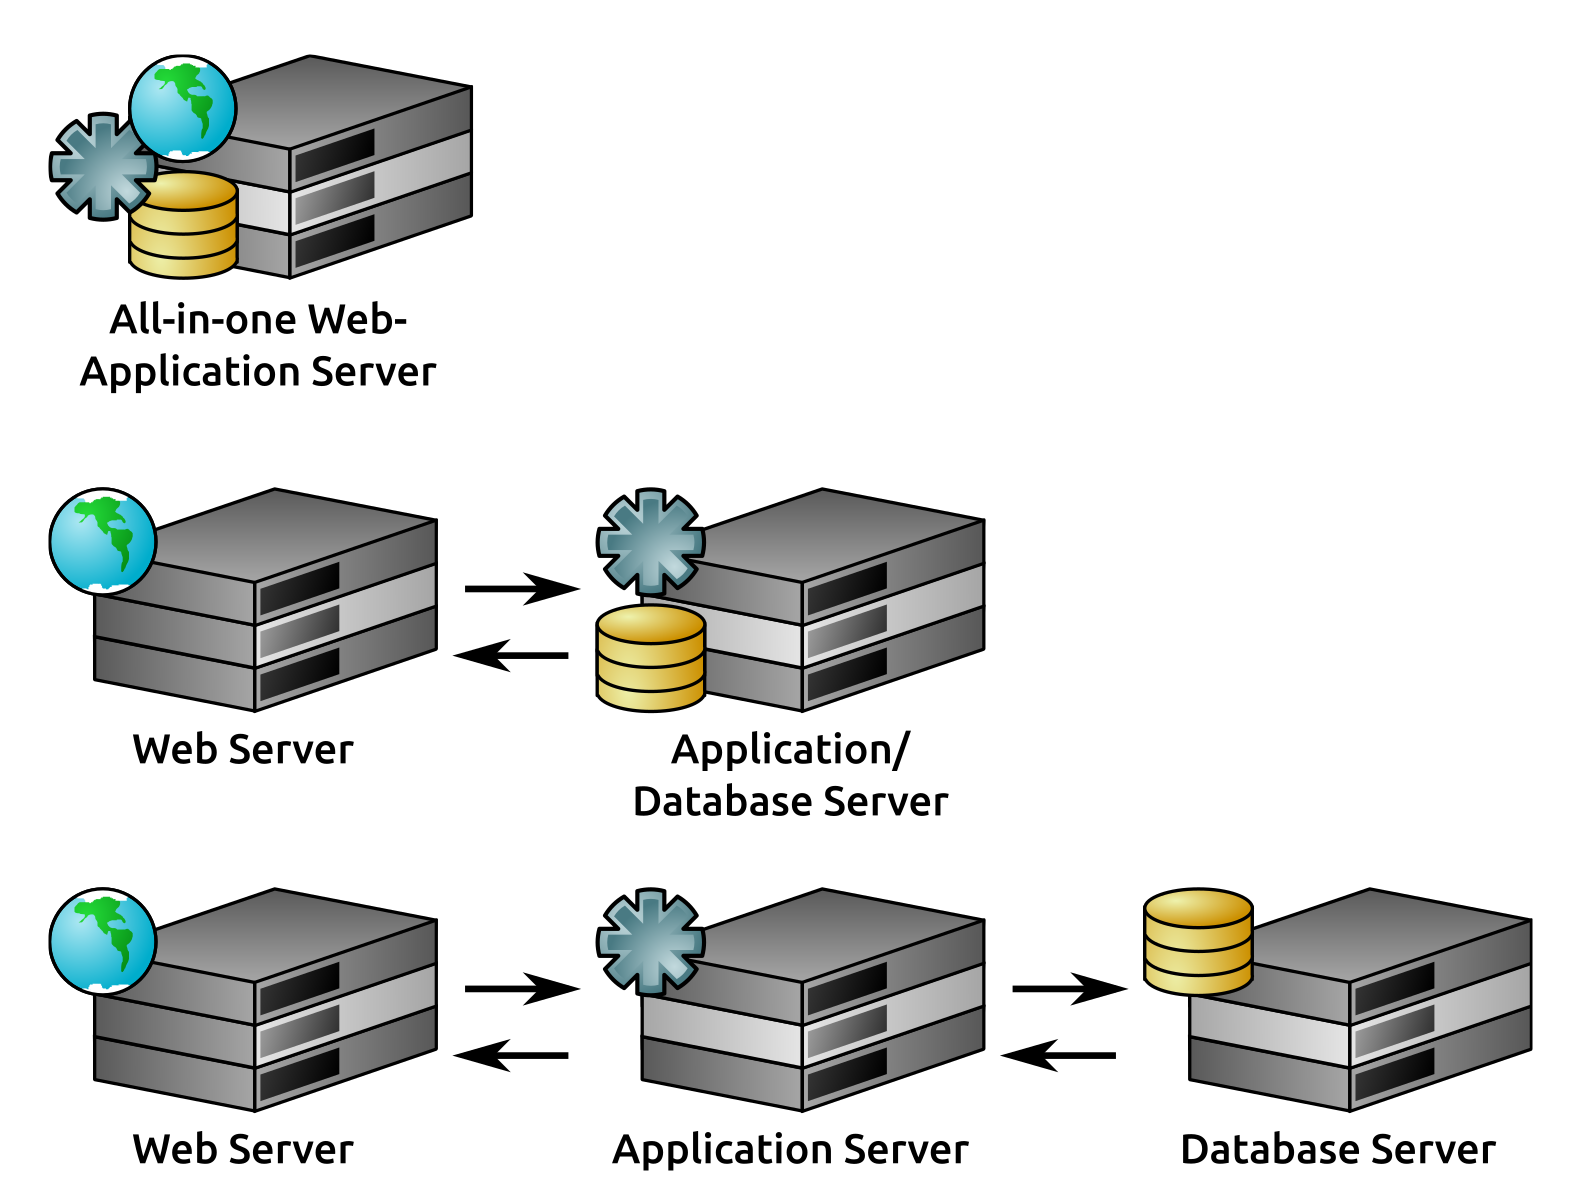 All-in-one Web-
Application Server
Web Server
Application/
Database Server
Web Server
Application Server
Database Server